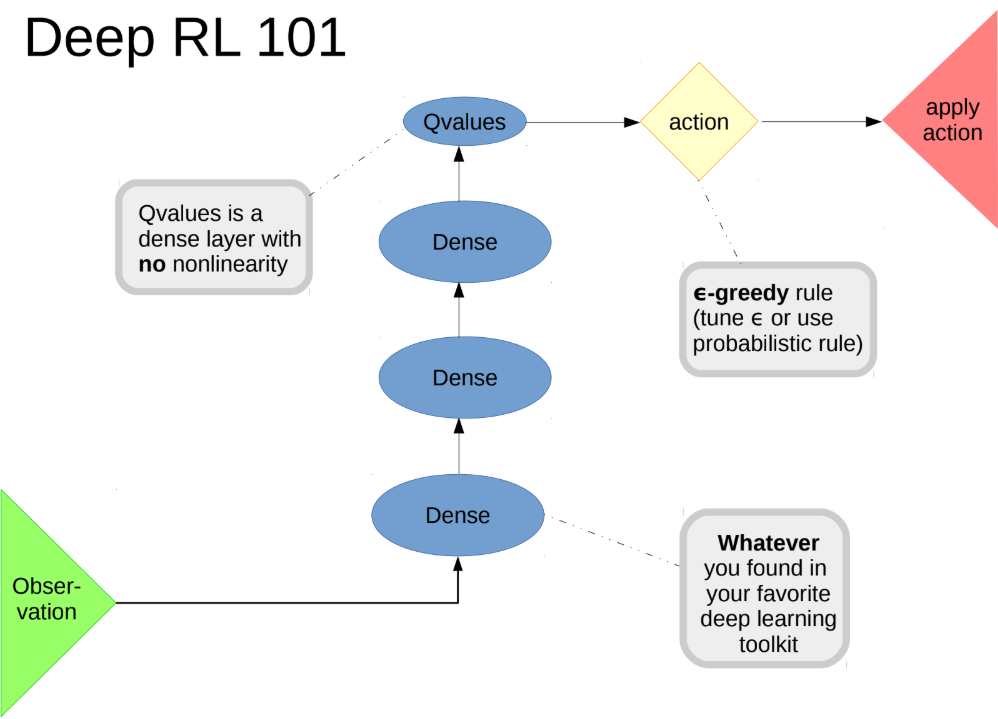 Deep RL 101
Qvalues
action
apply
action
Qvalues is a
dense layer with
no nonlinearity
Dense
ϵ-greedy rule
(tune ϵ or use
probabilistic rule)
Dense
Dense
Whatever
you found in
your favorite
deep learning
toolkit
Obser-
vation